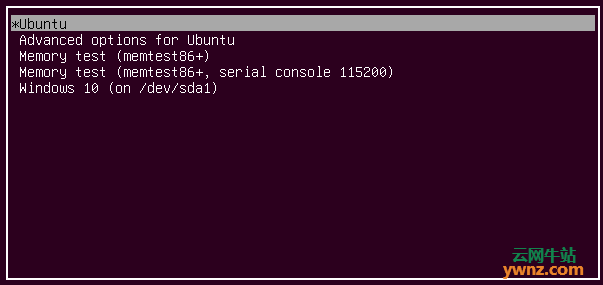 *Ubuntu
Advanced options for Ubuntu
Memory test (memtest86+)
Memory test (memtest86+, serial console 115200)
Windows 10 (on /dev/sda1)
云网牛站
ywnz.com